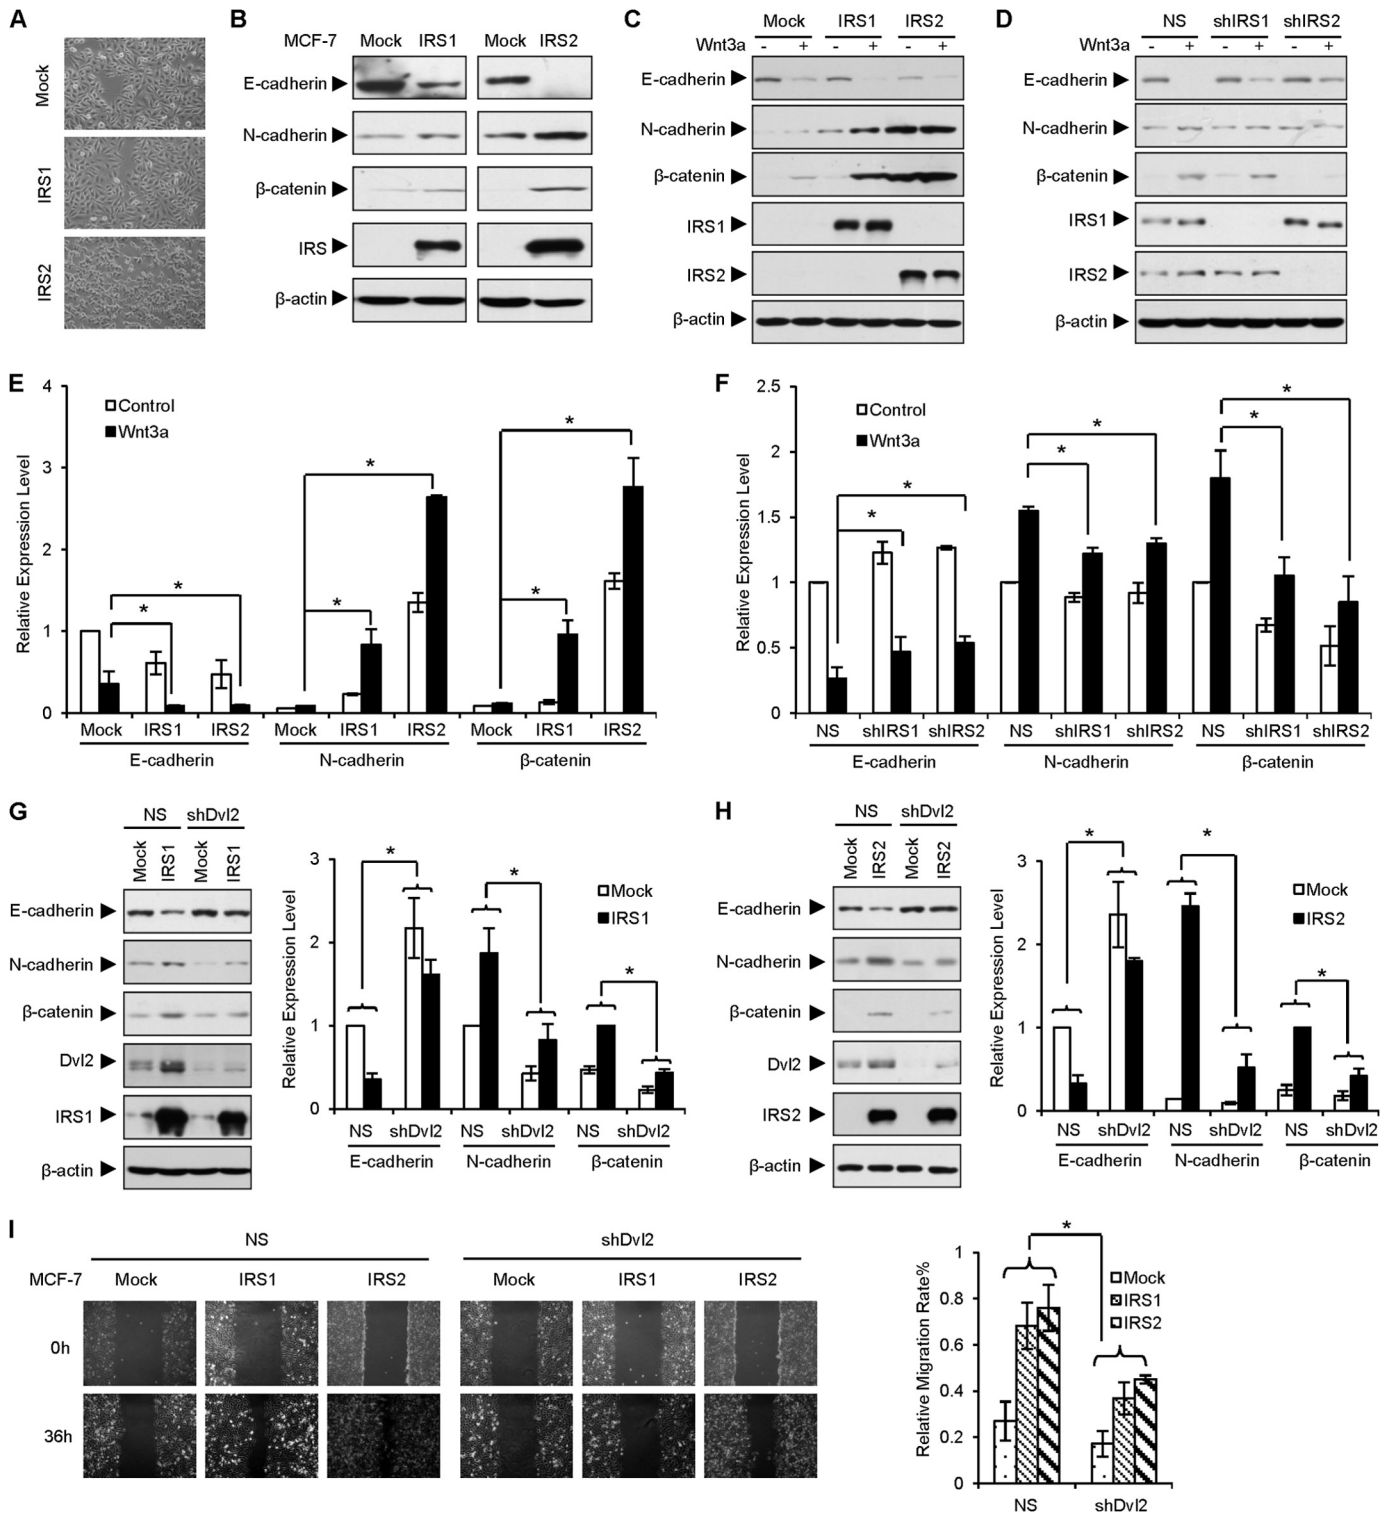 A
Mock
IRS1
IRS2
B
MCF-7 Mock IRS1 Mock IRS2
E-cadherin
N-cadherin
β-catenin
IRS
β-actin
C
Mock IRS1 IRS2
Wnt3a - + - + - +
E-cadherin
N-cadherin
β-catenin
IRS1
IRS2
β-actin
D
NS shIRS1 shIRS2
Wnt3a - + - + - +
E-cadherin
N-cadherin
β-catenin
IRS1
IRS2
β-actin
E
Relative Expression Level
4
3
2
1
0
Control
Wnt3a
* * * * * *
Mock IRS1 IRS2 Mock IRS1 IRS2 Mock IRS1 IRS2
E-cadherin N-cadherin β-catenin
F
Relative Expression Level
2.5
2
1.5
1
0.5
0
Control
Wnt3a
* * * * * *
NS shIRS1 shIRS2 NS shIRS1 shIRS2 NS shIRS1 shIRS2
E-cadherin N-cadherin β-catenin
G
NS shDvl2
Mock IRS1 Mock IRS1
E-cadherin
N-cadherin
β-catenin
Dvl2
IRS1
β-actin
Relative Expression Level
3
2
1
0
* * *
Mock
IRS1
NS shDvl2 NS shDvl2 NS shDvl2
E-cadherin N-cadherin β-catenin
H
NS shDvl2
Mock IRS2 Mock IRS2
E-cadherin
N-cadherin
β-catenin
Dvl2
IRS2
β-actin
Relative Expression Level
3
2
1
0
* * *
Mock
IRS2
NS shDvl2 NS shDvl2 NS shDvl2
E-cadherin N-cadherin β-catenin
I
NS shDvl2
MCF-7 Mock IRS1 IRS2 Mock IRS1 IRS2
0h
36h
Relative Migration Rate%
1
0.8
0.6
0.4
0.2
0
*
Mock
IRS1
IRS2
NS shDvl2